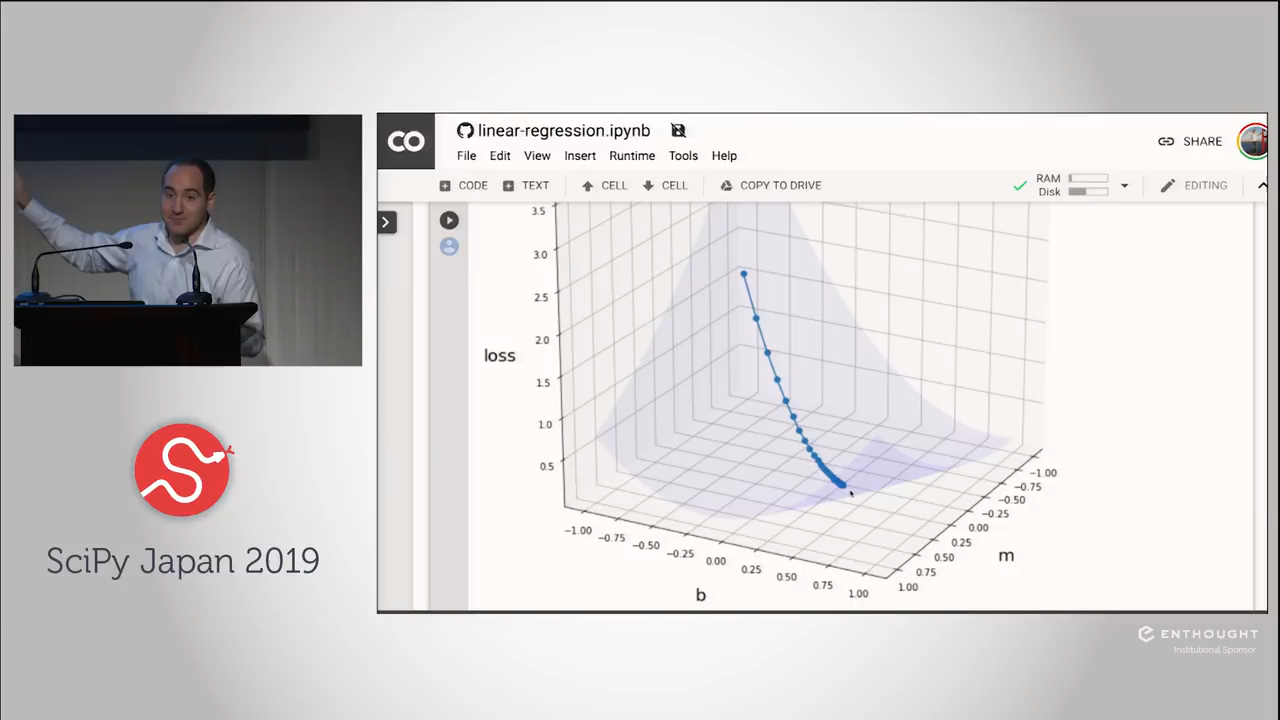 CO
linear-regression.ipynb
SHARE
File Edit View Insert Runtime Tools Help
CODE TEXT CELL CELL COPY TO DRIVE RAM Disk EDITING
3.5
3.0
2.5
2.0
loss
1.5
1.0
0.5
−1.00 −0.75 −0.50 −0.25 0.00 0.25 0.50 0.75 1.00
b
−1.00
−0.75
−0.50
−0.25
0.00
0.25
0.50
0.75
1.00
m
SciPy Japan 2019
ENTHOUGHT
Institutional Sponsor